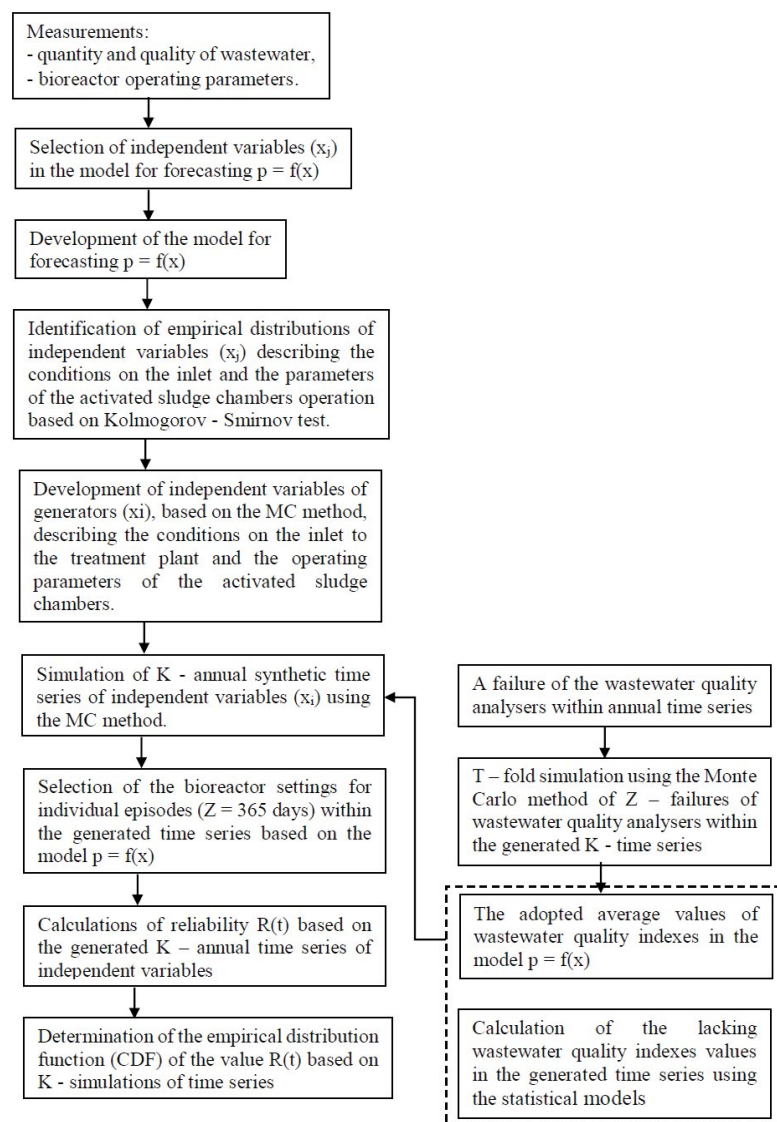 Measurements:
- quantity and quality of wastewater,
- bioreactor operating parameters.
Selection of independent variables (xj)
in the model for forecasting p = f(x)
Development of the model for
forecasting p = f(x)
Identification of empirical distributions of
independent variables (xj) describing the
conditions on the inlet and the parameters
of the activated sludge chambers operation
based on Kolmogorov - Smirnov test.
Development of independent variables of
generators (xi), based on the MC method,
describing the conditions on the inlet to
the treatment plant and the operating
parameters of the activated sludge
chambers.
Simulation of K - annual synthetic time
series of independent variables (xi) using
the MC method.
Selection of the bioreactor settings for
individual episodes (Z = 365 days) within
the generated time series based on the
model p = f(x)
Calculations of reliability R(t) based on
the generated K – annual time series of
independent variables
Determination of the empirical distribution
function (CDF) of the value R(t) based on
K - simulations of time series
A failure of the wastewater quality
analysers within annual time series
T – fold simulation using the Monte
Carlo method of Z – failures of
wastewater quality analysers within
the generated K - time series
The adopted average values of
wastewater quality indexes in the
model p = f(x)
Calculation of the lacking
wastewater quality indexes values
in the generated time series using
the statistical models